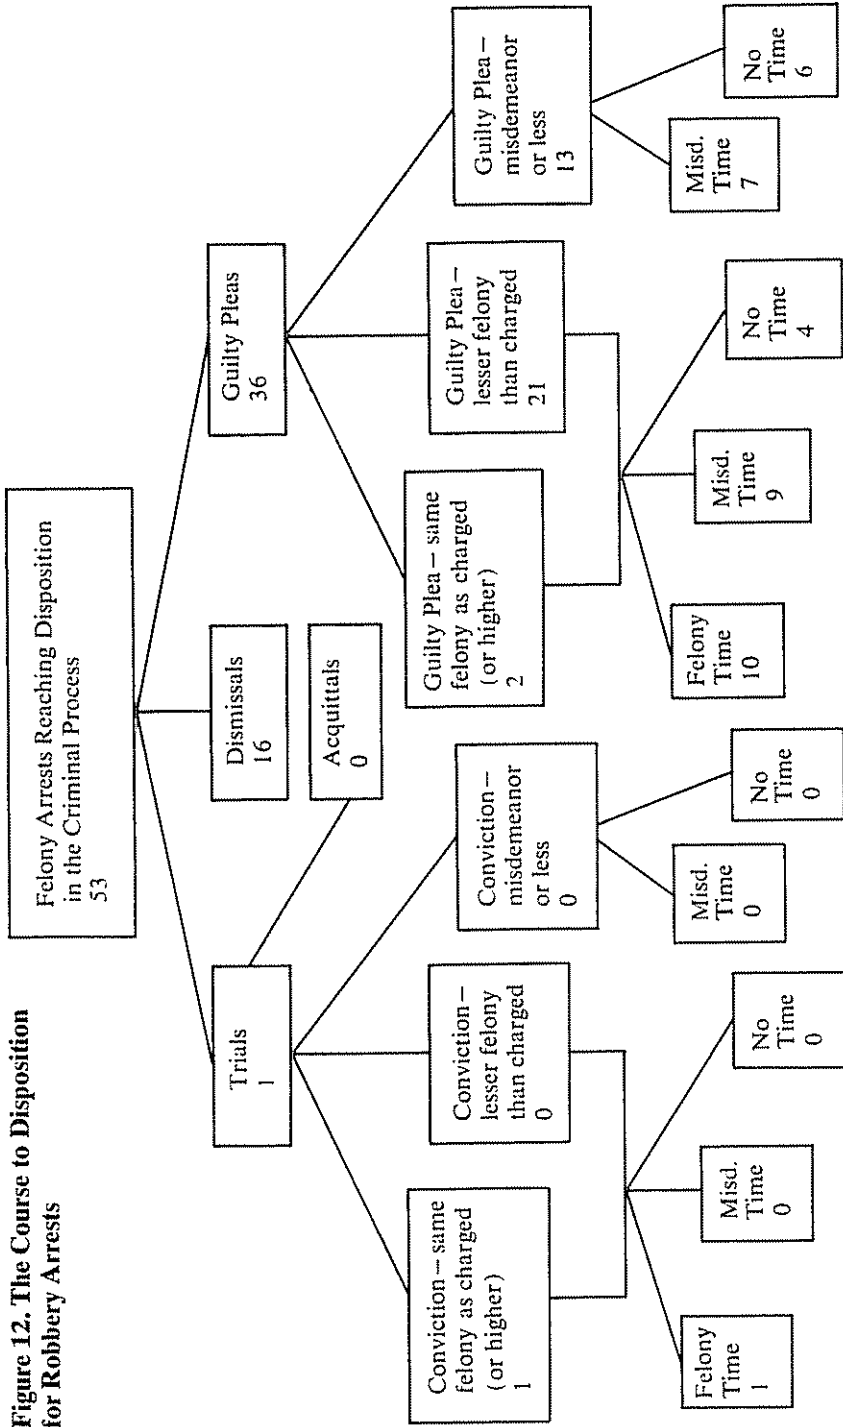 Figure 12. The Course to Disposition
for Robbery Arrests
Felony Arrests Reaching Disposition
in the Criminal Process
53
Trials
1
Dismissals
16
Guilty Pleas
36
Acquittals
0
Conviction – same
felony as charged
(or higher)
1
Conviction –
lesser felony
than charged
0
Conviction –
misdemeanor
or less
0
Guilty Plea – same
felony as charged
(or higher)
2
Guilty Plea –
lesser felony
than charged
21
Guilty Plea –
misdemeanor
or less
13
Felony
Time
1
Misd.
Time
0
No
Time
0
Misd.
Time
0
No
Time
0
Felony
Time
10
Misd.
Time
9
No
Time
4
Misd.
Time
7
No
Time
6